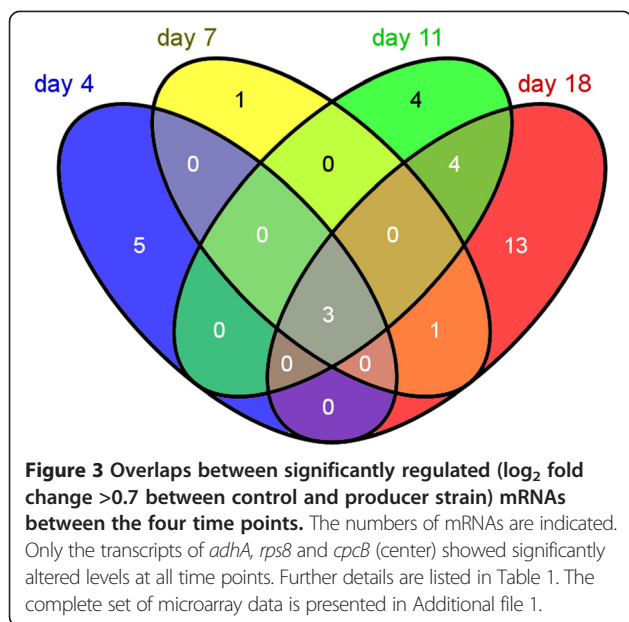 day 7
day 11
day 4
day 18
1
4
0
0
4
5
0
0
13
0
3
1
0
0
0
Figure 3 Overlaps between significantly regulated (log₂ fold
change >0.7 between control and producer strain) mRNAs
between the four time points. The numbers of mRNAs are indicated.
Only the transcripts of adhA, rps8 and cpcB (center) showed significantly
altered levels at all time points. Further details are listed in Table 1. The
complete set of microarray data is presented in Additional file 1.